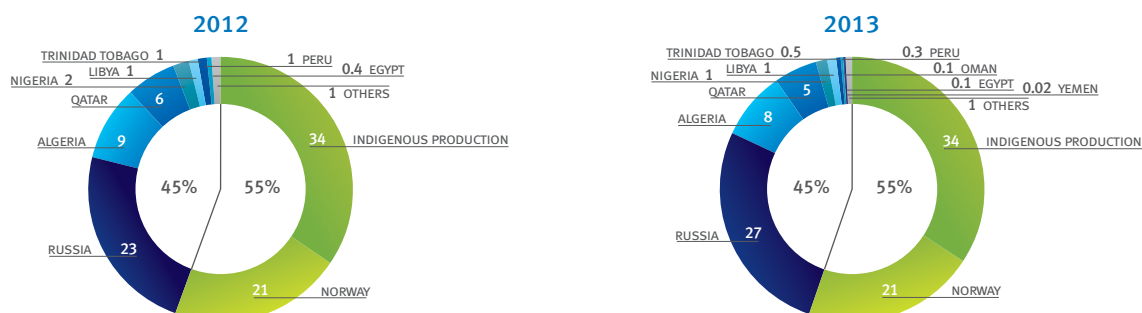 2012
TRINIDAD TOBAGO 1
1 PERU
LIBYA 1
0.4 EGYPT
NIGERIA 2
1 OTHERS
QATAR
6
ALGERIA
9
34 INDIGENOUS PRODUCTION
45%
55%
RUSSIA 23
21 NORWAY
2013
TRINIDAD TOBAGO 0.5
0.3 PERU
LIBYA 1
0.1 OMAN
NIGERIA 1
0.1 EGYPT
0.02 YEMEN
QATAR
5
1 OTHERS
ALGERIA
8
34 INDIGENOUS PRODUCTION
45%
55%
RUSSIA 27
21 NORWAY